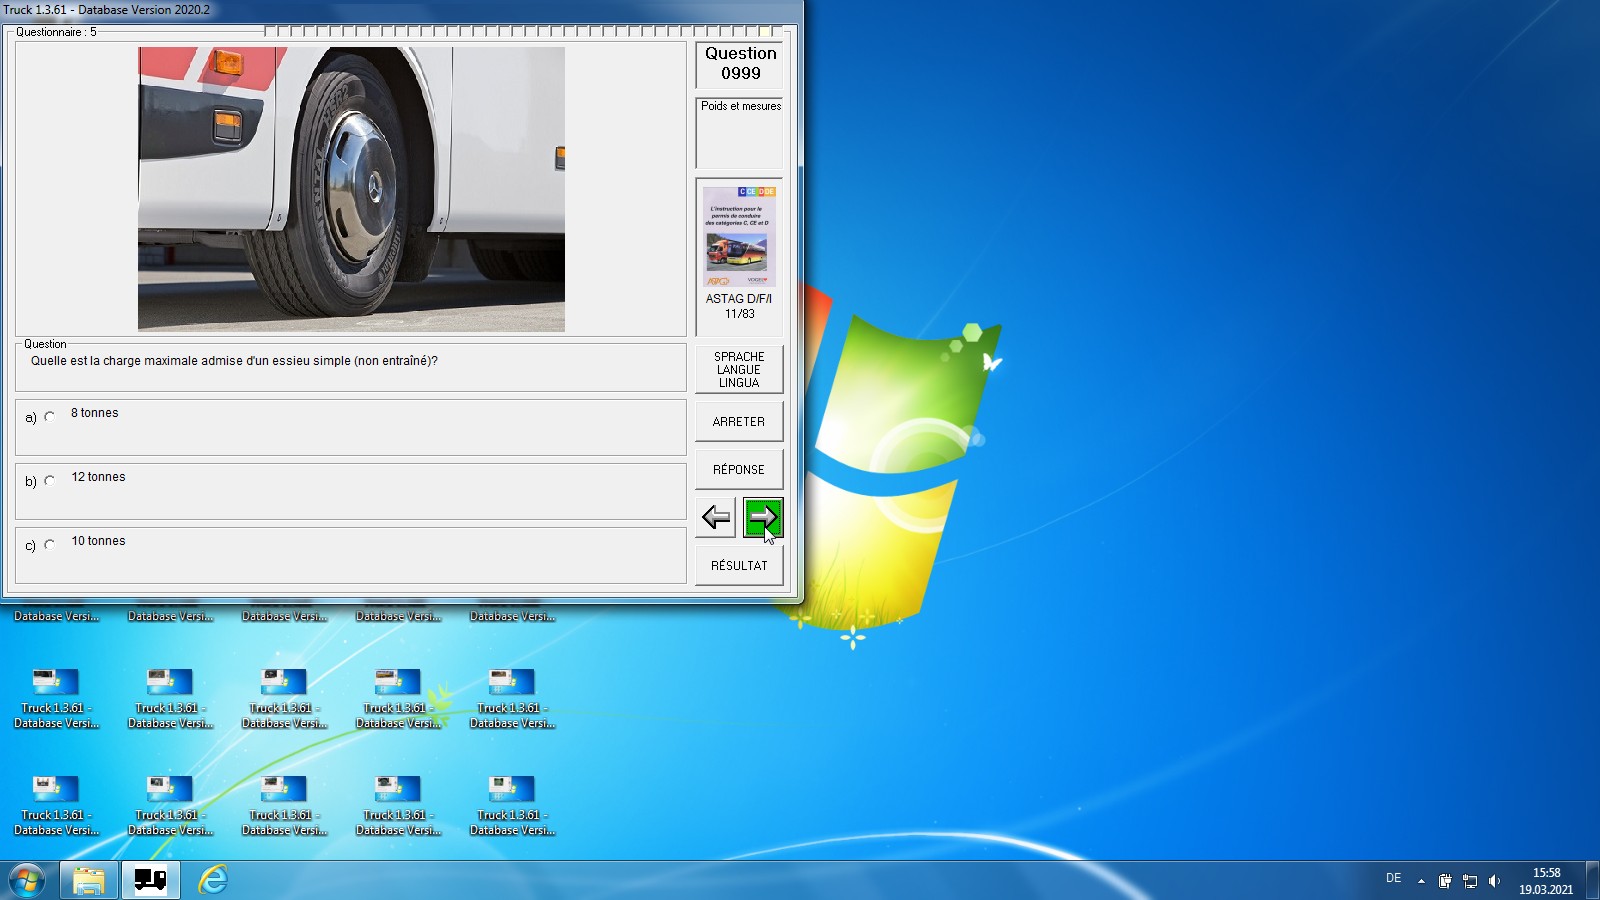 Truck 1.3.61 - Database Version 2020.2
Questionnaire : 5
Question
0999
Poids et mesures
L'instruction pour le
permis de conduire
des catégories C, CE et D
ASTAG D/F/I
11/83
Question
Quelle est la charge maximale admise d'un essieu simple (non entraîné)?
SPRACHE
LANGUE
LINGUA
a) 8 tonnes
ARRETER
b) 12 tonnes
RÉPONSE
c) 10 tonnes
RÉSULTAT
Database Versi... Database Versi... Database Versi... Database Versi... Database Versi...
Truck 1.3.61 - Truck 1.3.61 - Truck 1.3.61 - Truck 1.3.61 - Truck 1.3.61 -
Database Versi... Database Versi... Database Versi... Database Versi... Database Versi...
Truck 1.3.61 - Truck 1.3.61 - Truck 1.3.61 - Truck 1.3.61 - Truck 1.3.61 -
Database Versi... Database Versi... Database Versi... Database Versi... Database Versi...
DE
15:58
19.03.2021